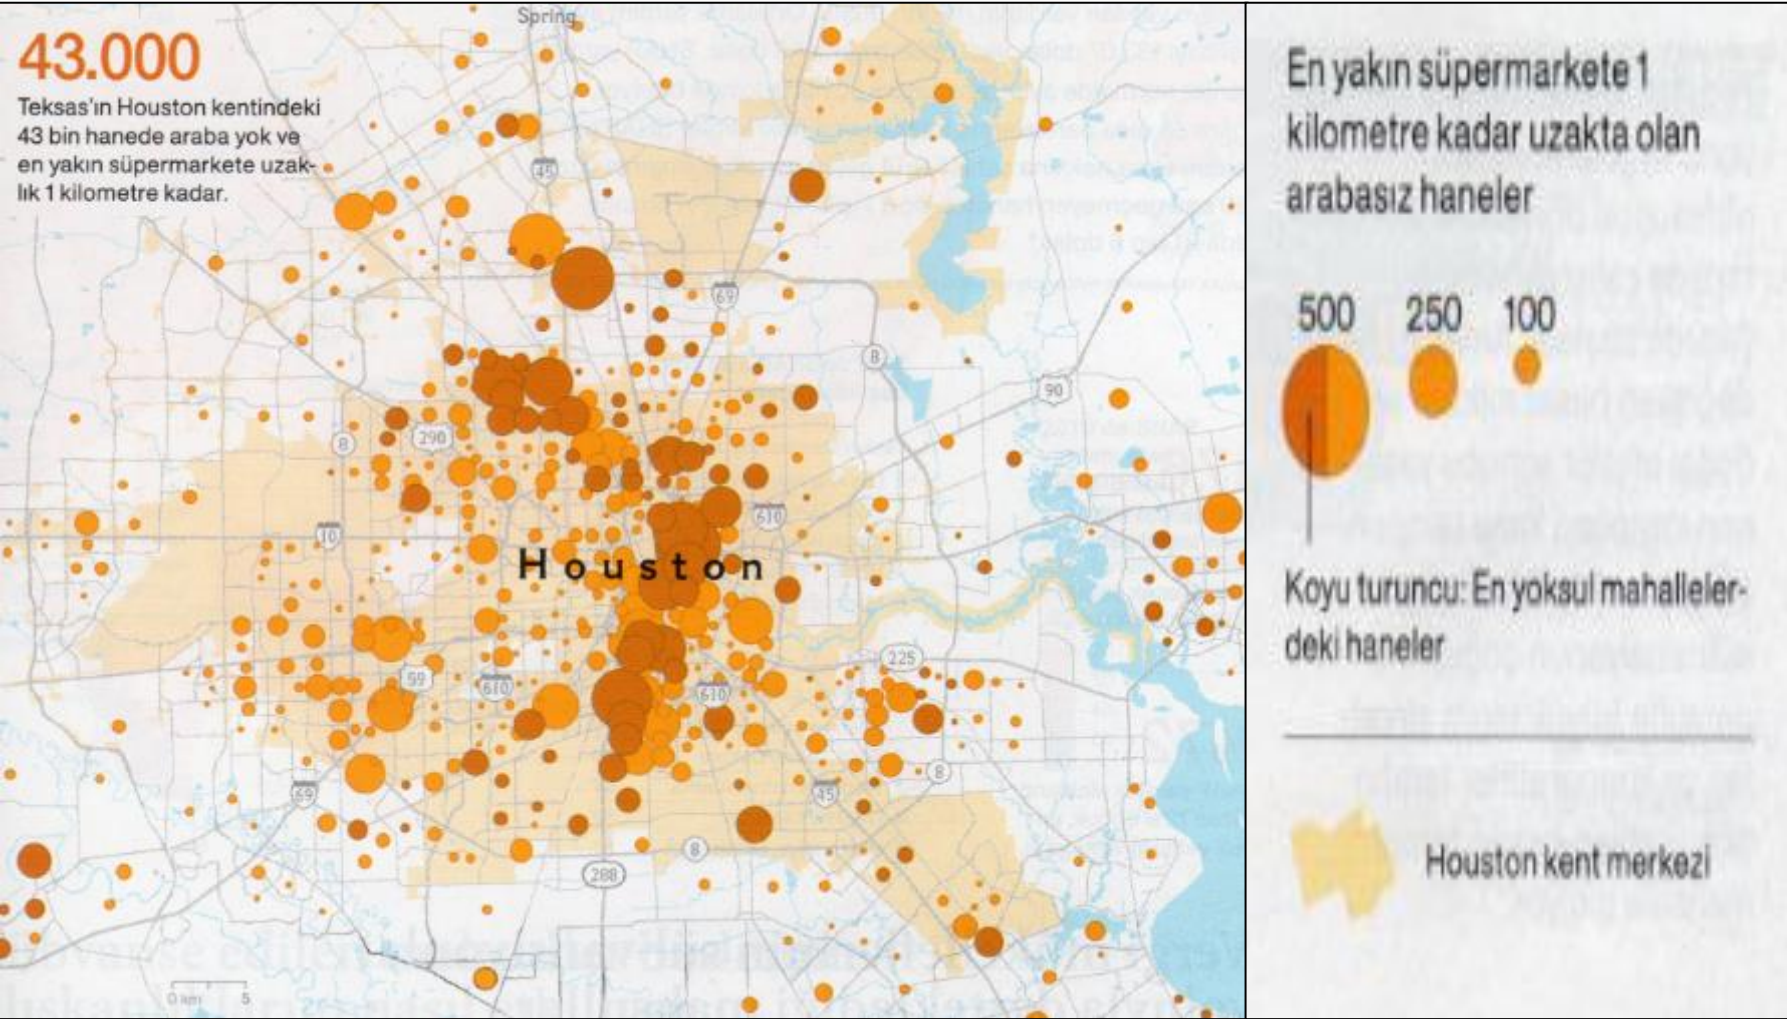 43.000
Teksas'ın Houston kentindeki
43 bin hanede araba yok ve
en yakın süpermarkete uzak-
lık 1 kilometre kadar.
Spring
45
69
8
90
290
8
10
610
Houston
225
59
610
610
69
45
8
8
288
0 km 5
En yakın süpermarkete 1
kilometre kadar uzakta olan
arabasız haneler
500 250 100
Koyu turuncu: En yoksul mahalleler-
deki haneler
Houston kent merkezi